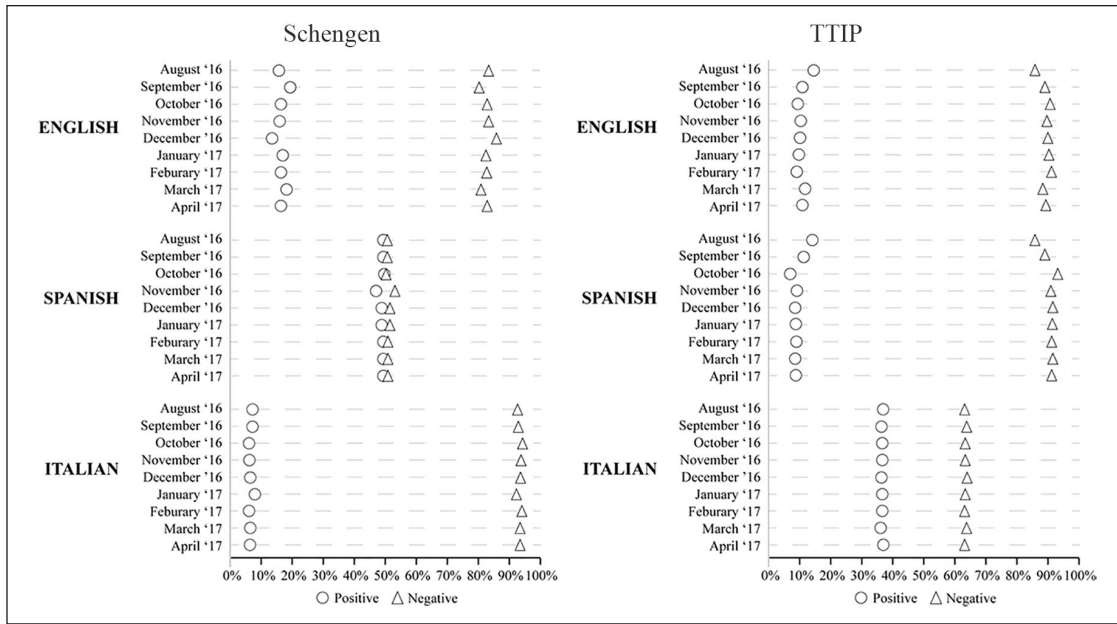 Schengen
ENGLISH
August ‘16
September ‘16
October ‘16
November ‘16
December ’16
January ‘17
Feburary ‘17
March ‘17
April ‘17
SPANISH
August ‘16
September ‘16
October ‘16
November ‘16
December ’16
January ‘17
Feburary ‘17
March ‘17
April ‘17
ITALIAN
August ‘16
September ‘16
October ‘16
November ‘16
December ’16
January ‘17
Feburary ‘17
March ‘17
April ‘17
0% 10% 20% 30% 40% 50% 60% 70% 80% 90% 100%
Positive Negative
TTIP
ENGLISH
August ‘16
September ‘16
October ‘16
November ‘16
December ’16
January ‘17
Feburary ‘17
March ‘17
April ‘17
SPANISH
August ‘16
September ‘16
October ‘16
November ‘16
December ’16
January ‘17
Feburary ‘17
March ‘17
April ‘17
ITALIAN
August ‘16
September ‘16
October ‘16
November ‘16
December ’16
January ‘17
Feburary ‘17
March ‘17
April ‘17
0% 10% 20% 30% 40% 50% 60% 70% 80% 90% 100%
Positive Negative